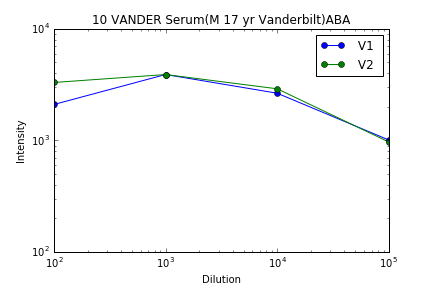 10 VANDER Serum(M 17 yr Vanderbilt)ABA
V1
V2
Intensity
10^4
10^3
10^2
10^2 10^3 10^4 10^5
Dilution